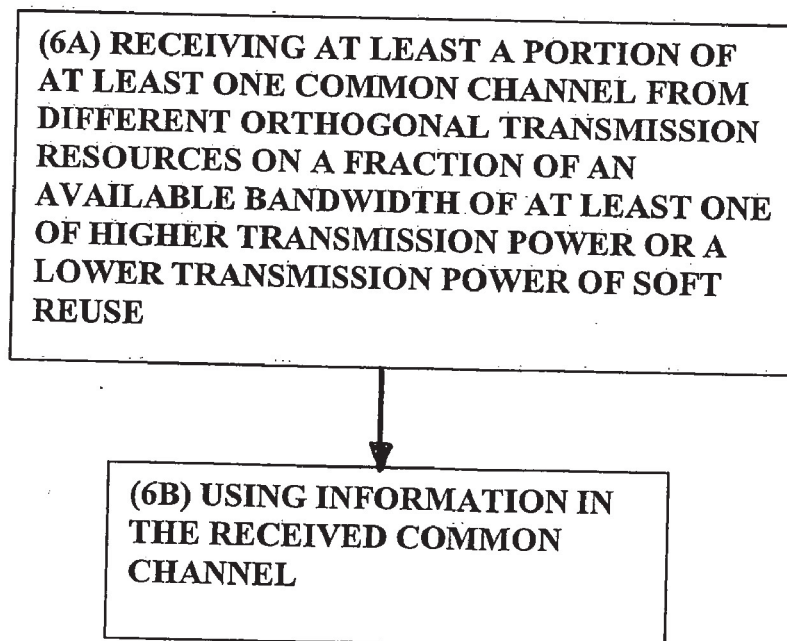 (6A) RECEIVING AT LEAST A PORTION OF
AT LEAST ONE COMMON CHANNEL FROM
DIFFERENT ORTHOGONAL TRANSMISSION
RESOURCES ON A FRACTION OF AN
AVAILABLE BANDWIDTH OF AT LEAST ONE
OF HIGHER TRANSMISSION POWER OR A
LOWER TRANSMISSION POWER OF SOFT
REUSE
(6B) USING INFORMATION IN
THE RECEIVED COMMON
CHANNEL